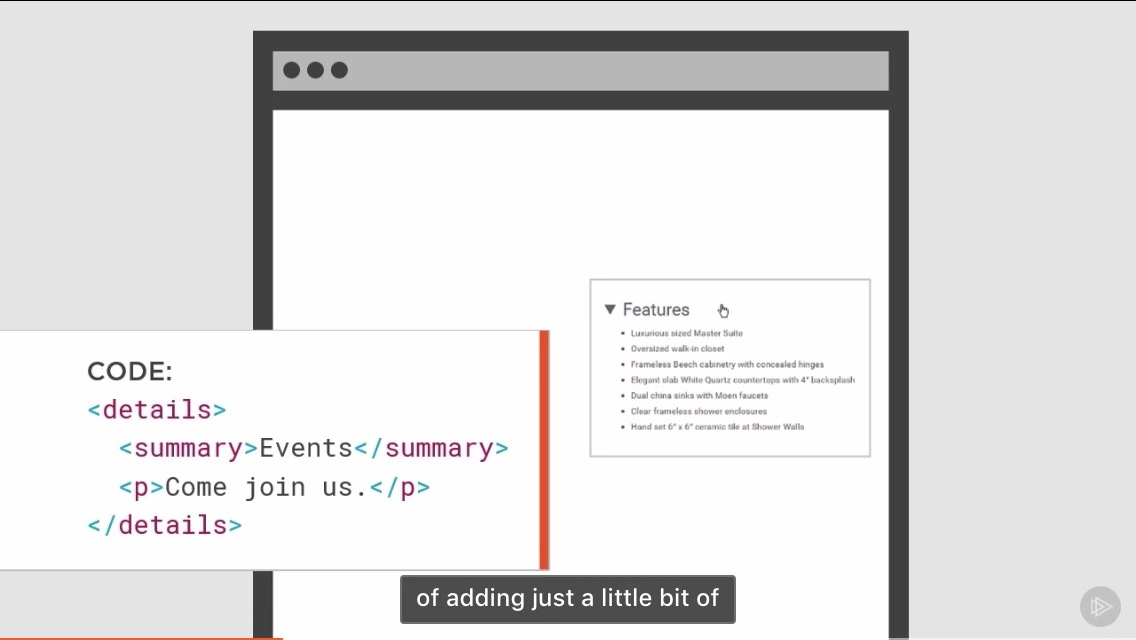 Features
Luxurious sized Master Suite
Oversized walk-in closet
Frameless Beech cabinetry with concealed hinges
Elegant slab White Quartz countertops with 4" backsplash
Dual china sinks with Moen faucets
Clear frameless shower enclosures
Hand set 6" x 6" ceramic tile at Shower Walls
CODE:
<details>
<summary>Events</summary>
<p>Come join us.</p>
</details>
of adding just a little bit of